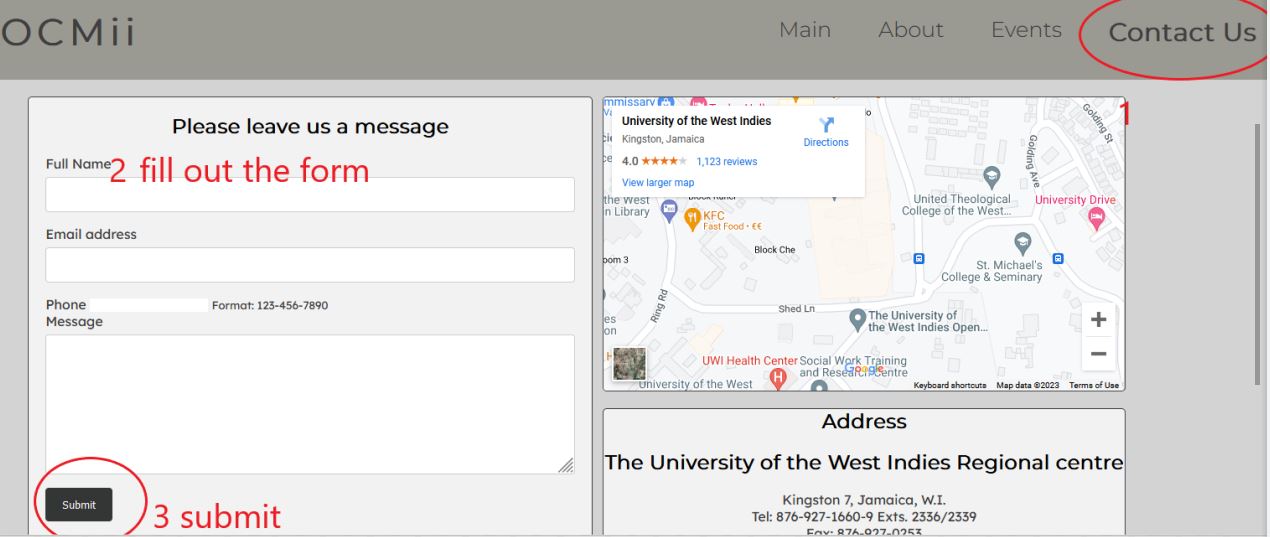 OCMii
Main
About
Events
Contact Us
1
Please leave us a message
Full Name
2 fill out the form
Email address
Phone
Format: 123-456-7890
Message
Submit
3 submit
mmissary
University of the West Indies
Kingston, Jamaica
4.0
1,123 reviews
View larger map
Directions
Golding St
Golding Ave
the West
n Library
KFC
Fast Food • €€
Block Che
oom 3
United Theological
College of the West...
University Drive
St. Michael's
College & Seminary
Ring Rd
Shed Ln
The University of
the West Indies Open...
UWI Health Center
Social Work Training
and Research Centre
Google
University of the West
Keyboard shortcuts
Map data ©2023
Terms of Use
Address
The University of the West Indies Regional centre
Kingston 7, Jamaica, W.I.
Tel: 876-927-1660-9 Exts. 2336/2339
Fax: 876-927-0253